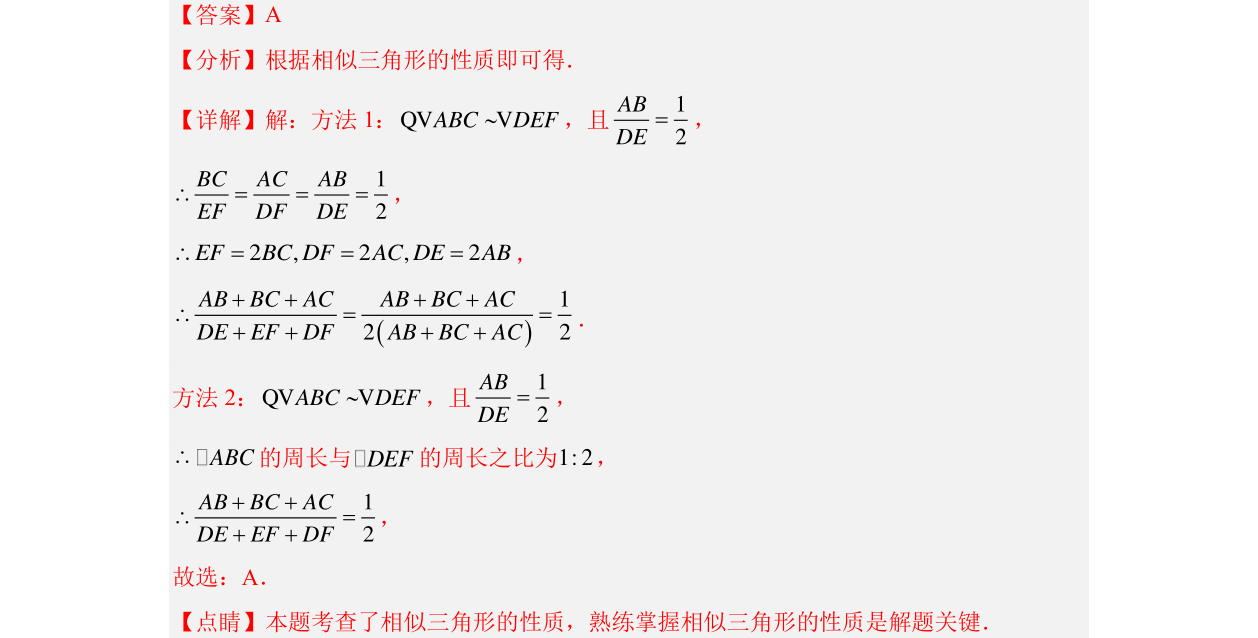 【答案】A
【分析】根据相似三角形的性质即可得.
【详解】解：方法 1：QVABC ~VDEF，且 AB/DE = 1/2，
∴ BC/EF = AC/DF = AB/DE = 1/2，
∴ EF = 2BC, DF = 2AC, DE = 2AB，
∴ (AB + BC + AC)/(DE + EF + DF) = (AB + BC + AC)/(2(AB + BC + AC)) = 1/2.
方法 2：QVABC ~VDEF，且 AB/DE = 1/2，
∴ □ABC 的周长与□DEF 的周长之比为1:2，
∴ (AB + BC + AC)/(DE + EF + DF) = 1/2，
故选：A.
【点睛】本题考查了相似三角形的性质，熟练掌握相似三角形的性质是解题关键.